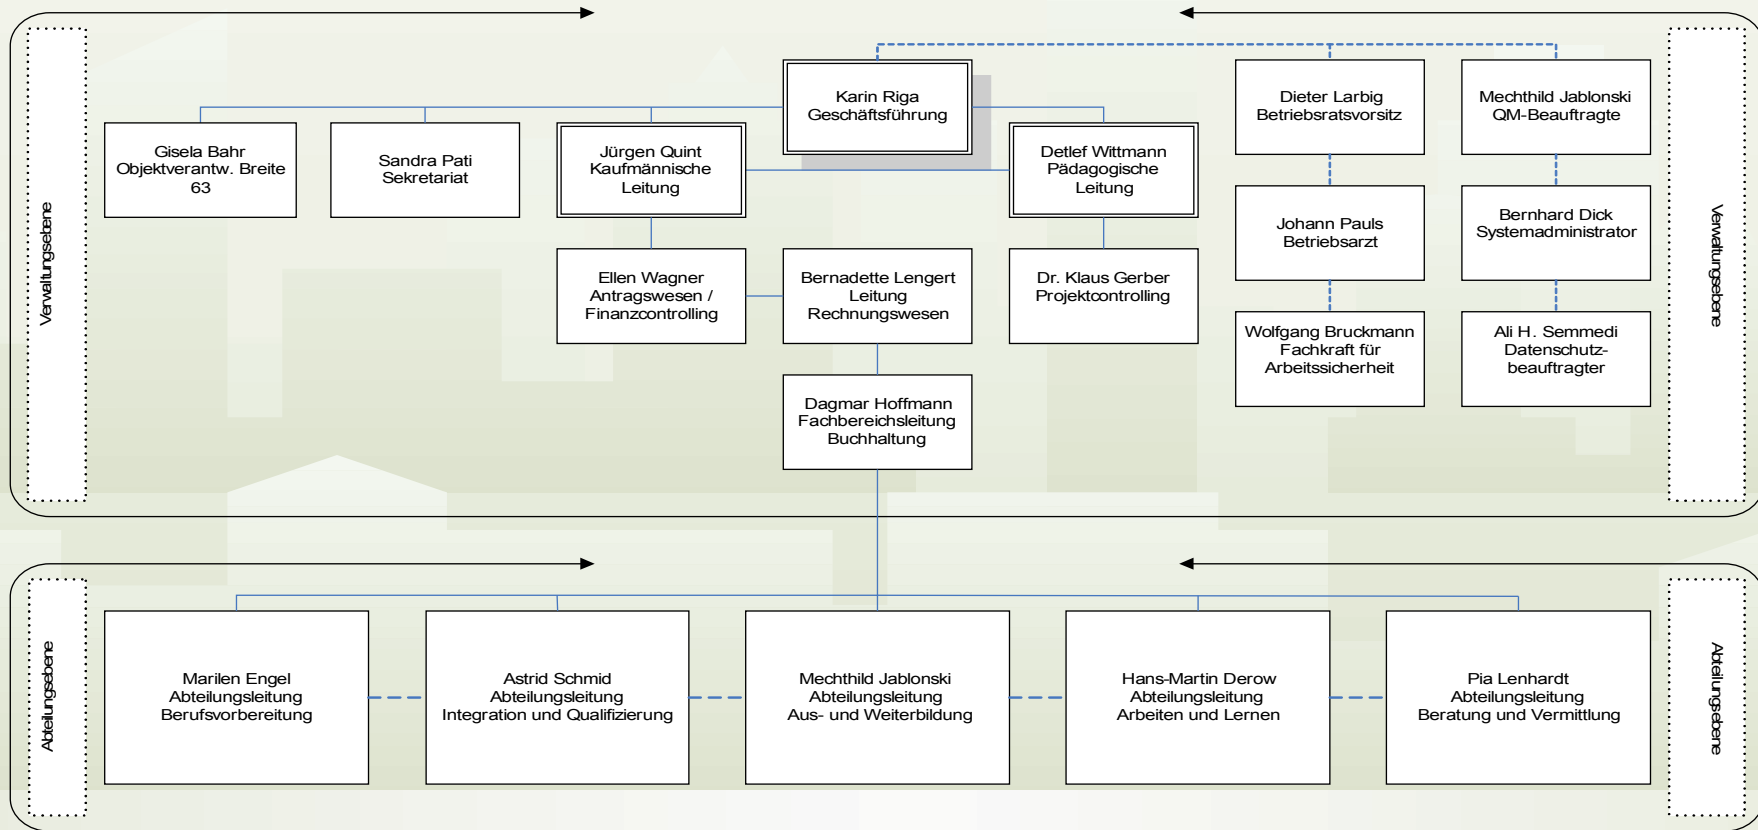 Verwaltungsebene
Karin Riga
Geschäftsführung
Dieter Larbig
Betriebsratsvorsitz
Mechthild Jablonski
QM-Beauftragte
Verwaltungsebene
Gisela Bahr
Objektverantw. Breite
63
Sandra Pati
Sekretariat
Jürgen Quint
Kaufmännische
Leitung
Detlef Wittmann
Pädagogische
Leitung
Johann Pauls
Betriebsarzt
Bernhard Dick
Systemadministrator
Ellen Wagner
Antragswesen /
Finanzcontrolling
Bernadette Lengert
Leitung
Rechnungswesen
Dr. Klaus Gerber
Projektcontrolling
Wolfgang Bruckmann
Fachkraft für
Arbeitssicherheit
Ali H. Semmedi
Datenschutz-
beauftragter
Dagmar Hoffmann
Fachbereichsleitung
Buchhaltung
Abteilungsebene
Marilen Engel
Abteilungsleitung
Berufsvorbereitung
Astrid Schmid
Abteilungsleitung
Integration und Qualifizierung
Mechthild Jablonski
Abteilungsleitung
Aus- und Weiterbildung
Hans-Martin Derow
Abteilungsleitung
Arbeiten und Lernen
Pia Lenhardt
Abteilungsleitung
Beratung und Vermittlung
Abteilungsebene